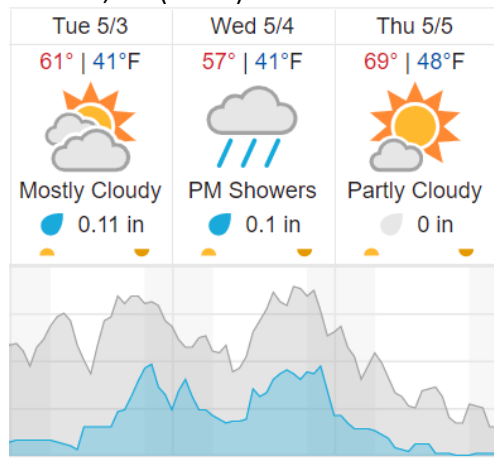 Tue 5/3 Wed 5/4 Thu 5/5
61° | 41°F 57° | 41°F 69° | 48°F
Mostly Cloudy PM Showers Partly Cloudy
0.11 in 0.1 in 0 in